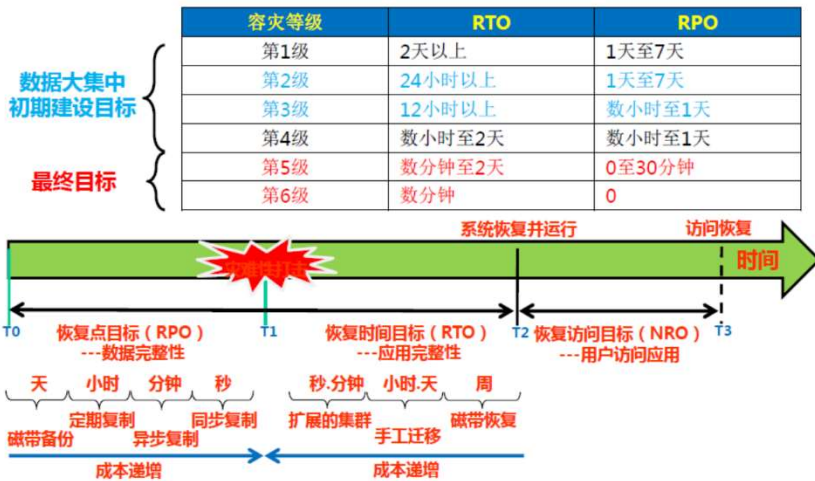 容灾等级 RTO RPO
第1级 2天以上 1天至7天
第2级 24小时以上 1天至7天
第3级 12小时以上 数小时至1天
第4级 数小时至2天 数小时至1天
第5级 数分钟至2天 0至30分钟
第6级 数分钟 0
数据大集中
初期建设目标
最终目标
系统恢复并运行 访问恢复
灾难性打击 时间
T0 T1 T2 T3
恢复点目标（RPO） 恢复时间目标（RTO） 恢复访问目标（NRO）
---数据完整性 ---应用完整性 ---用户访问应用
天 小时 分钟 秒 秒.分钟 小时.天 周
定期复制 同步复制 扩展的集群 磁带恢复
磁带备份 异步复制 手工迁移
成本递增 成本递增